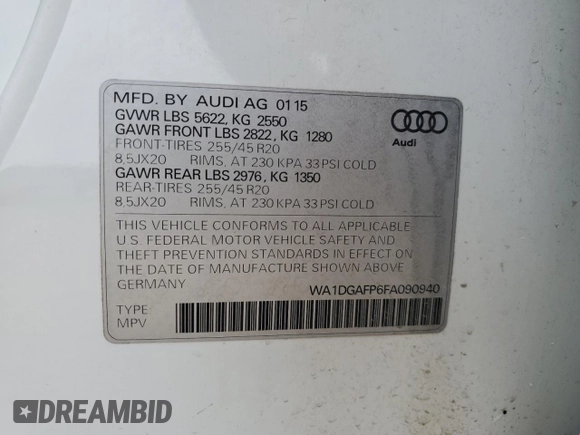 MFD. BY AUDI AG 01 15
GVWR LBS 5622, KG 2550
GAWR FRONT LBS 2822, KG 1280
FRONT-TIRES 255/45 R20
8,5JX20 RIMS, AT 230 KPA 33 PSI COLD
GAWR REAR LBS 2976, KG 1350
REAR-TIRES 255/45 R20
8,5JX20 RIMS, AT 230 KPA 33 PSI COLD
Audi
THIS VEHICLE CONFORMS TO ALL APPLICABLE
U.S. FEDERAL MOTOR VEHICLE SAFETY AND
THEFT PREVENTION STANDARDS IN EFFECT ON
THE DATE OF MANUFACTURE SHOWN ABOVE.
GERMANY
WA1DGAFP6FA090940
TYPE:
MPV
DREAMBID